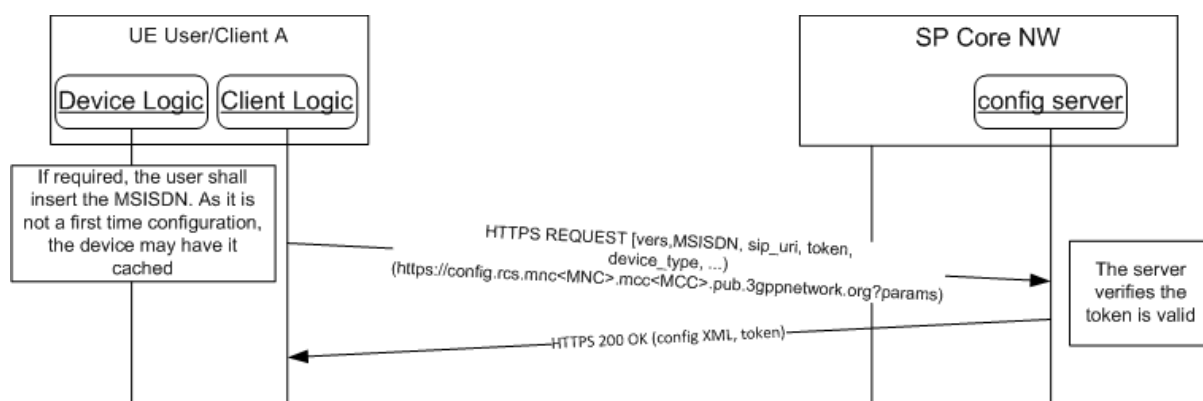 UE User/Client A
SP Core NW
Device Logic
Client Logic
config server
If required, the user shall
insert the MSISDN. As it is
not a first time configuration,
the device may have it
cached
HTTPS REQUEST [vers,MSISDN, sip_uri, token,
device_type, ...)
(https://config.rcs.mnc<MNC>.mcc<MCC>.pub.3gppnetwork.org?params)
The server
verifies the
token is valid
HTTPS 200 OK (config XML, token)